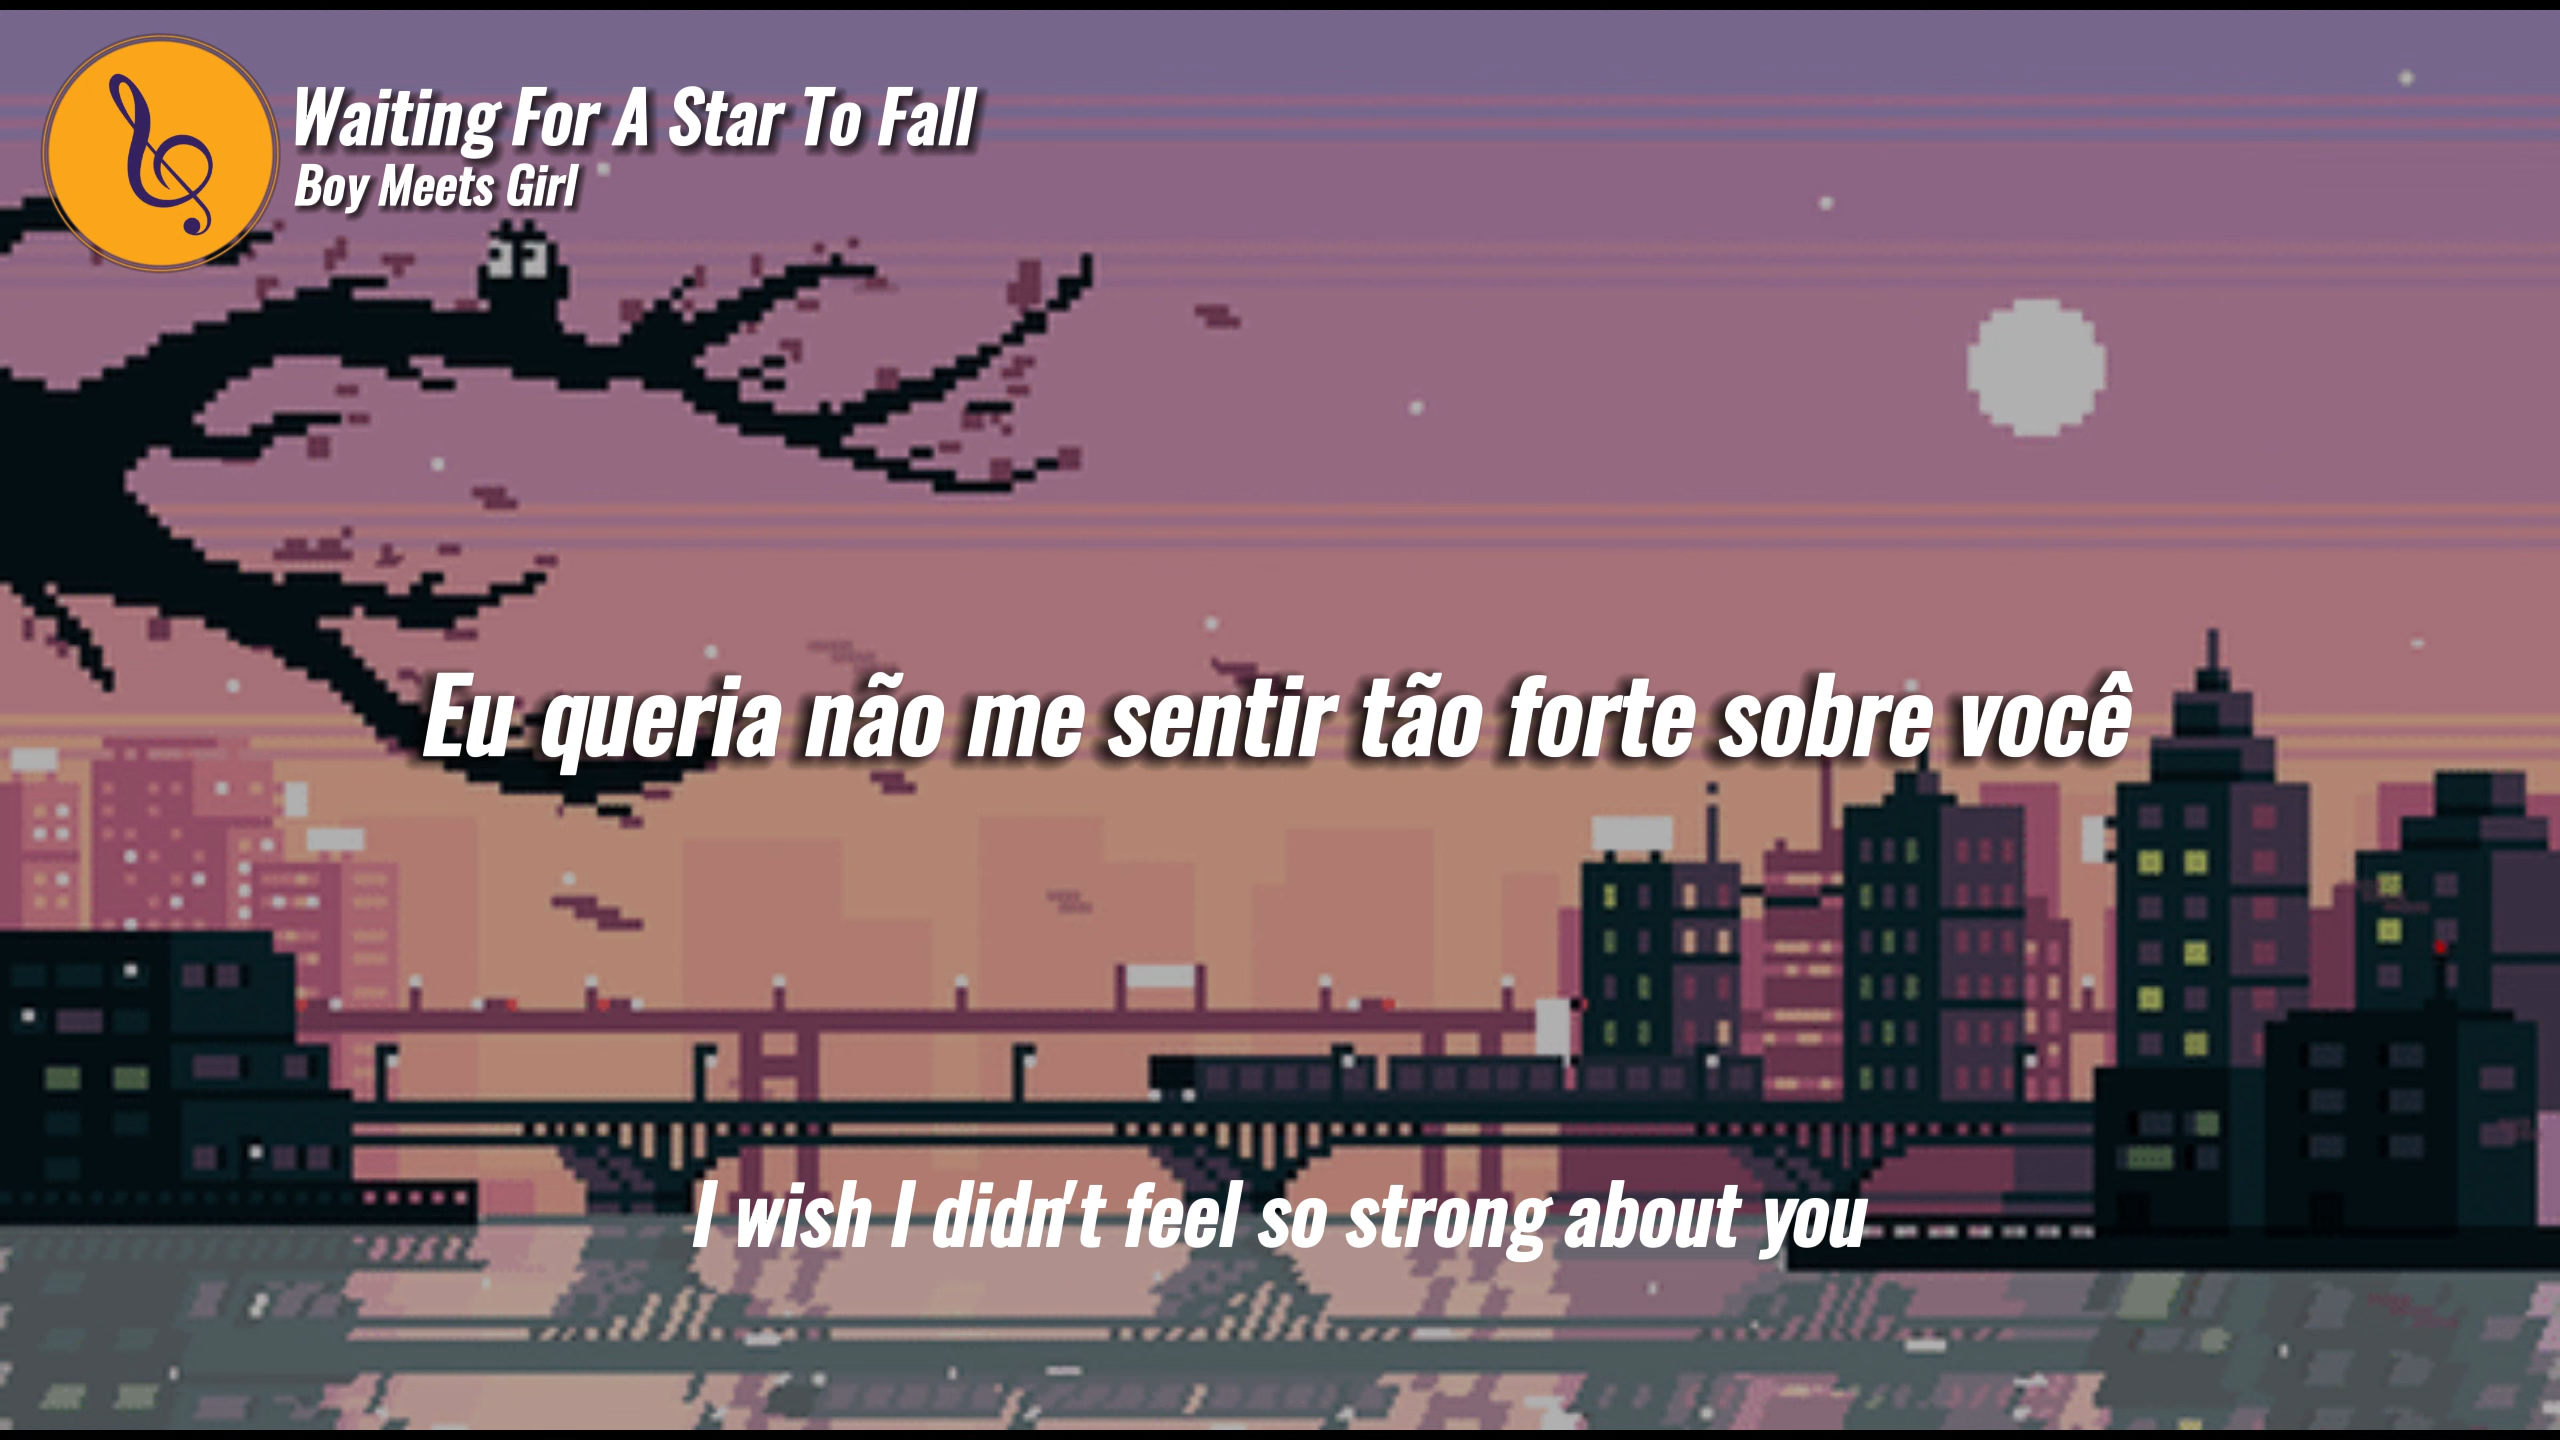 Waiting For A Star To Fall
Boy Meets Girl
Eu queria não me sentir tão forte sobre você
I wish I didn't feel so strong about you